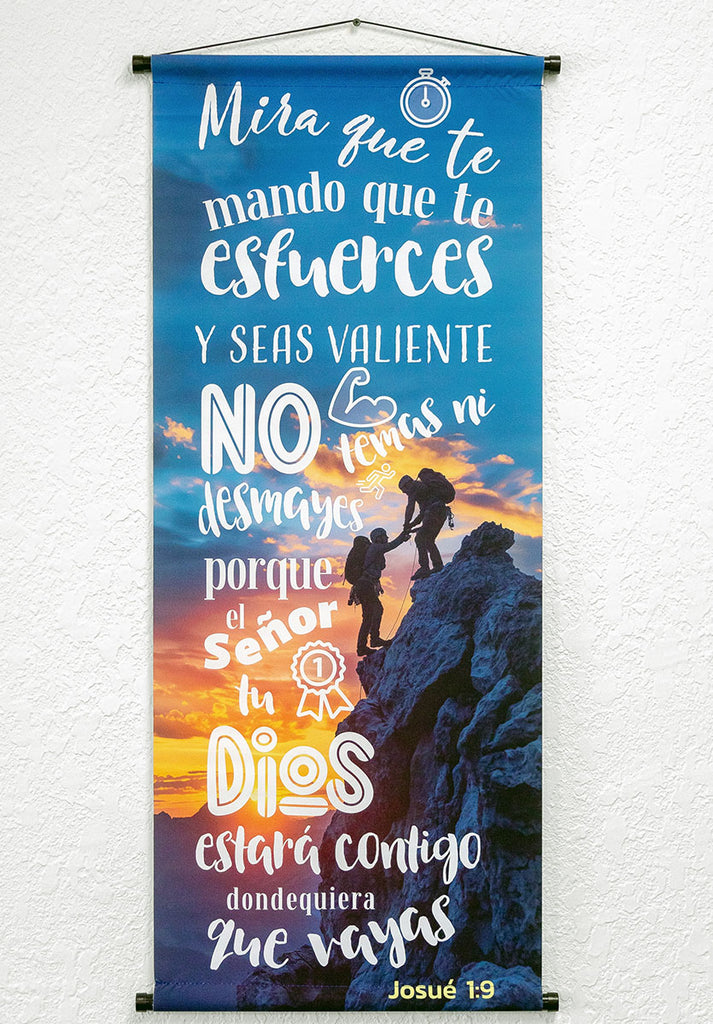 Mira que te
mando que te
esfuerces
Y SEAS VALIENTE
NO temas ni
desmayes
porque
el
Señor
1
tu
Dios
estará contigo
dondequiera
que vayas
Josué 1:9